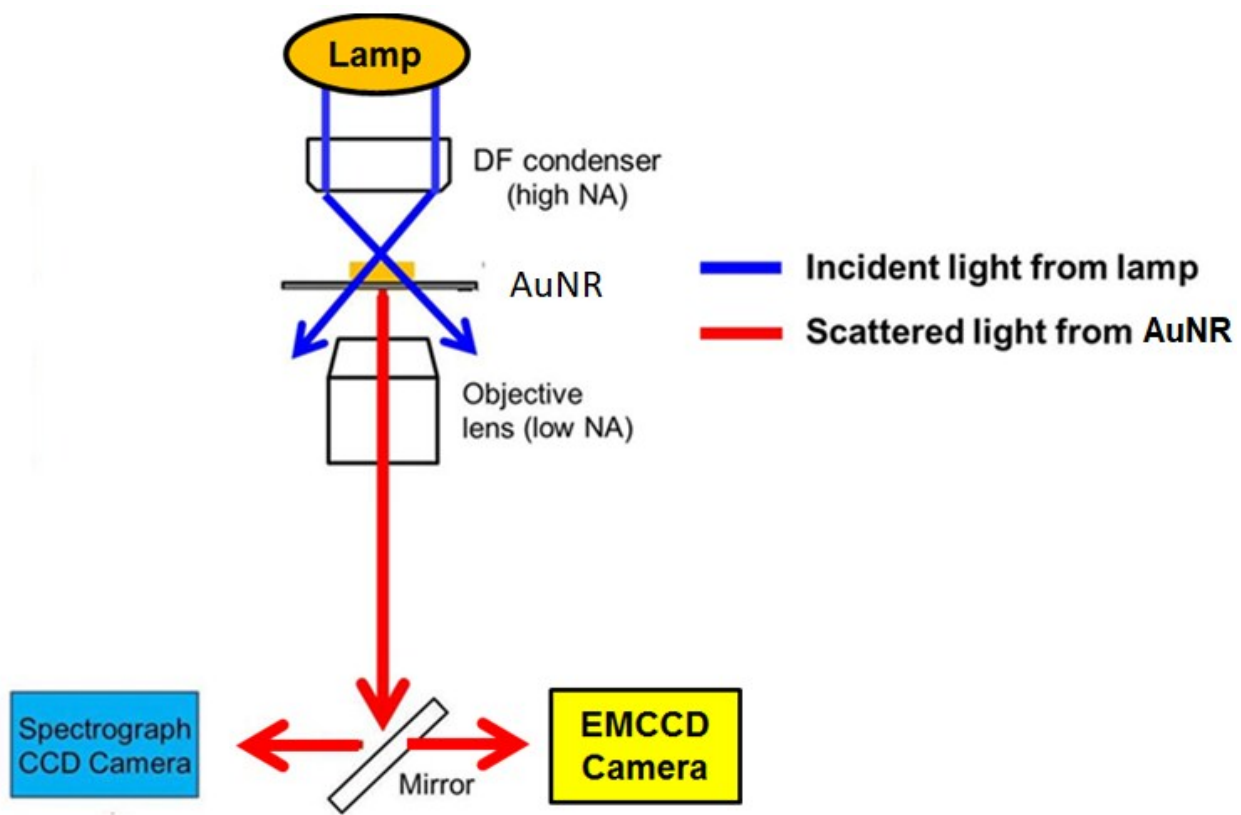 Lamp
DF condenser
(high NA)
AuNR
Incident light from lamp
Scattered light from AuNR
Objective
lens (low NA)
Spectrograph
CCD Camera
Mirror
EMCCD
Camera